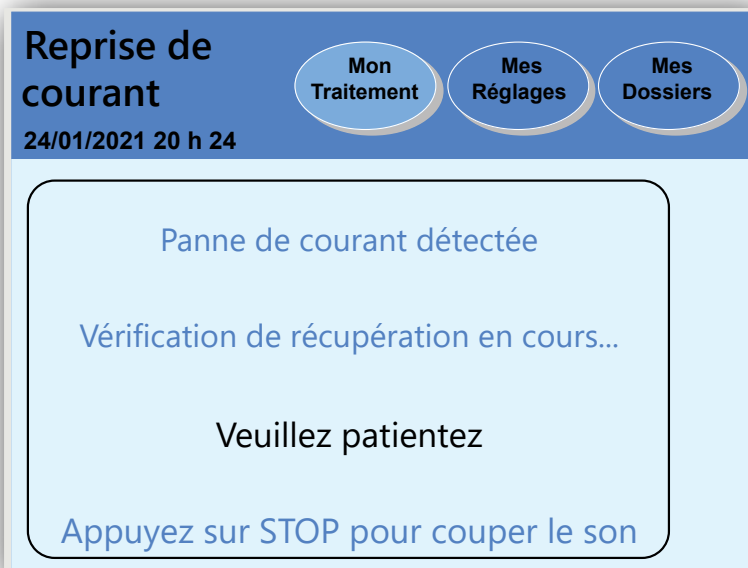 Reprise de
courant
24/01/2021 20 h 24
Mon
Traitement
Mes
Réglages
Mes
Dossiers
Panne de courant détectée
Vérification de récupération en cours...
Veuillez patientez
Appuyez sur STOP pour couper le son